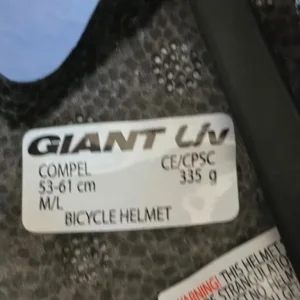 GIANT Liv
COMPEL CE/CPSC
53-61 cm 335 g
M/L
BICYCLE HELMET
WARNING! THIS HELMET